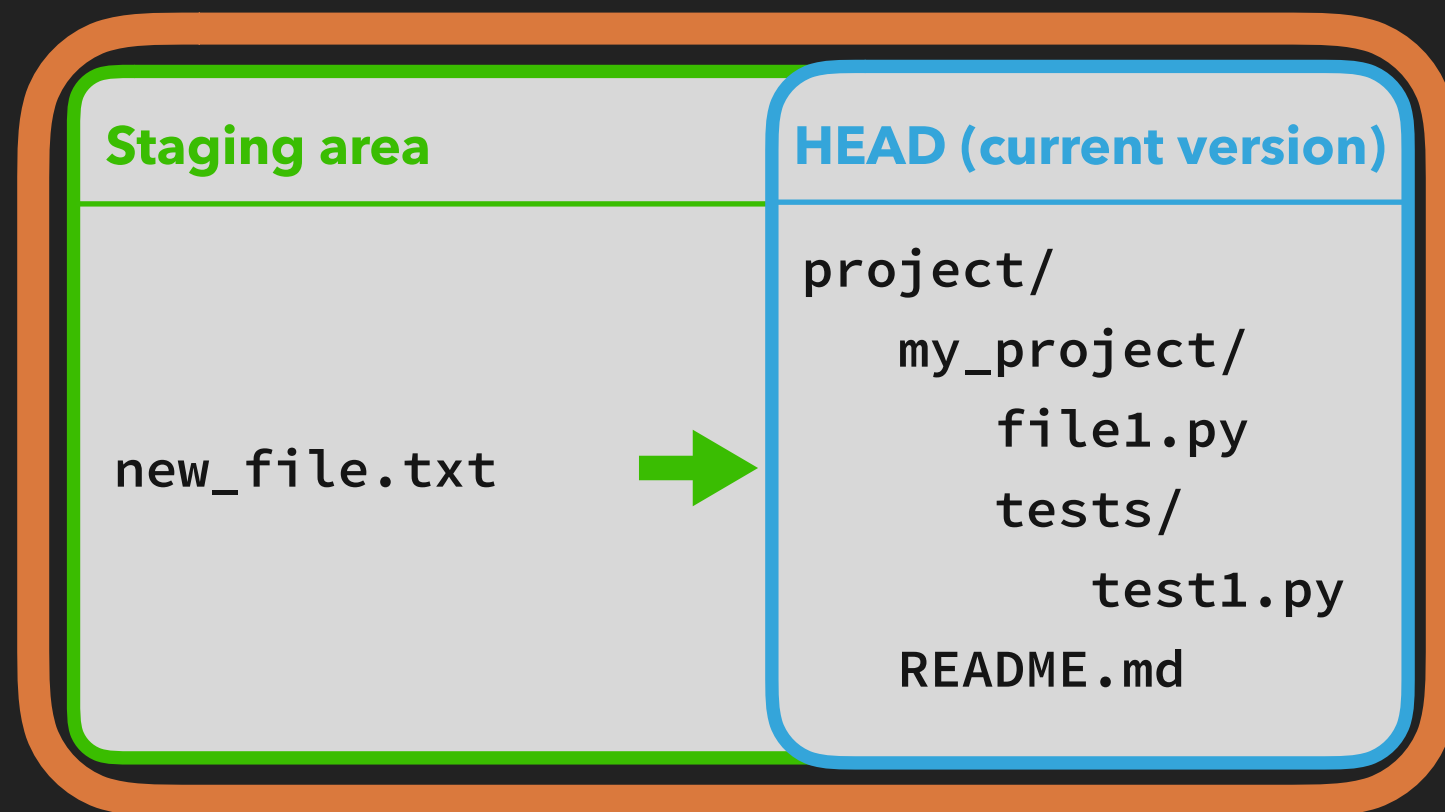 Staging area
new_file.txt
HEAD (current version)
project/
my_project/
file1.py
tests/
test1.py
README.md